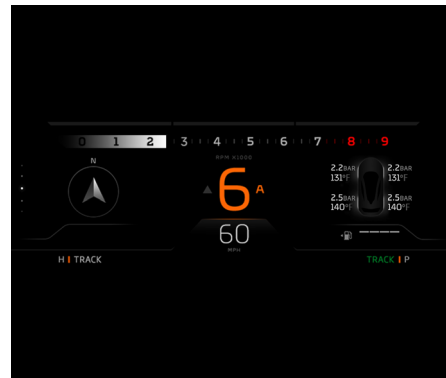 0 1 2 3 4 5 6 7 8 9
RPM X1000
N
6 A
2.2BAR 2.2BAR
131°F 131°F
2.5BAR 2.5BAR
140°F 140°F
60
MPH
H TRACK
TRACK P